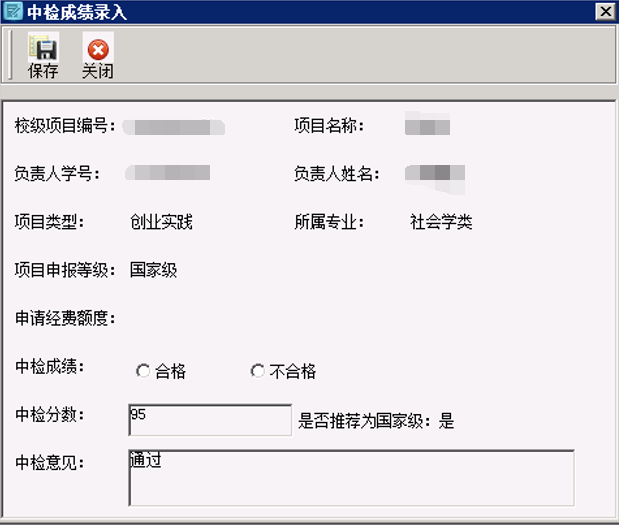 中检成绩录入
保存 关闭
校级项目编号： 项目名称：
负责人学号： 负责人姓名：
项目类型： 创业实践 所属专业： 社会学类
项目申报等级： 国家级
申请经费额度：
中检成绩： 合格 不合格
中检分数： 95 是否推荐为国家级：是
中检意见： 通过